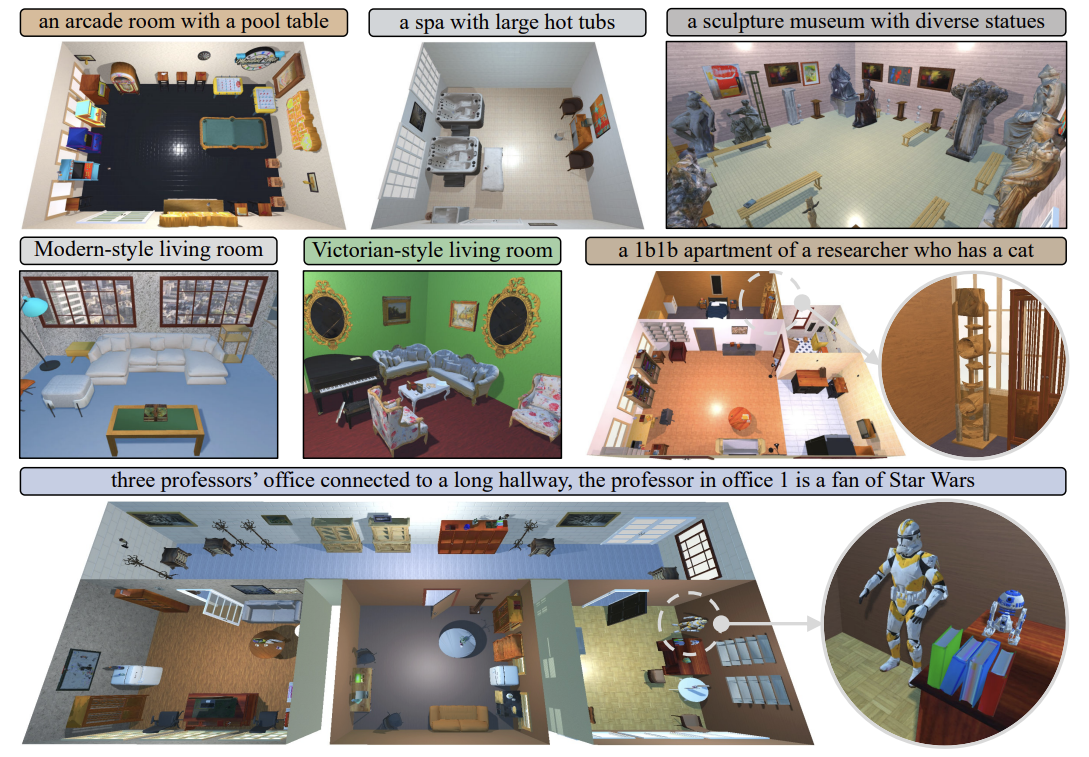 an arcade room with a pool table
a spa with large hot tubs
a sculpture museum with diverse statues
Modern-style living room
Victorian-style living room
a 1b1b apartment of a researcher who has a cat
three professors’ office connected to a long hallway, the professor in office 1 is a fan of Star Wars